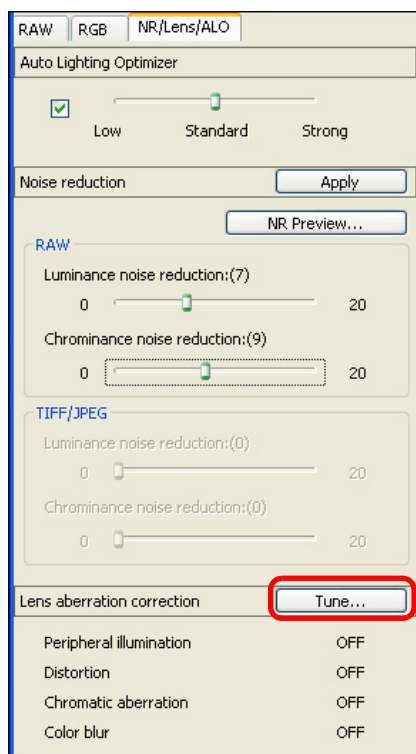 RAW RGB NR/Lens/ALO
Auto Lighting Optimizer
Low Standard Strong
Noise reduction Apply
NR Preview...
RAW
Luminance noise reduction:(7)
0 20
Chrominance noise reduction:(9)
0 20
TIFF/JPEG
Luminance noise reduction:(0)
0 20
Chrominance noise reduction:(0)
0 20
Lens aberration correction Tune...
Peripheral illumination OFF
Distortion OFF
Chromatic aberration OFF
Color blur OFF